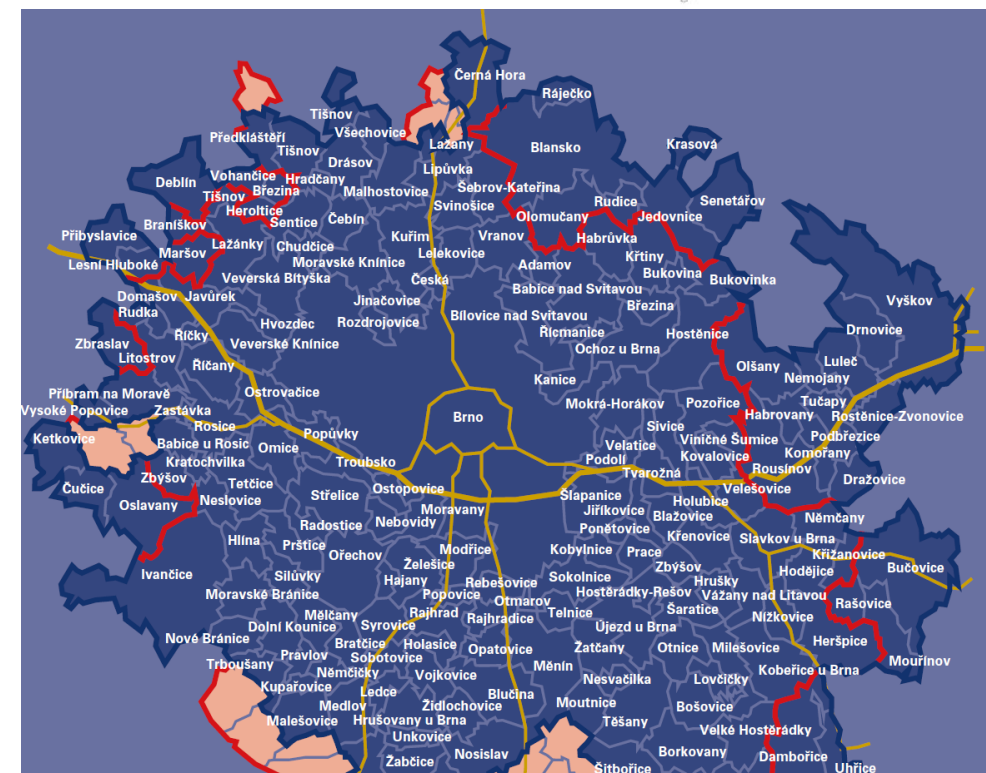 Černá Hora
Ráječko
Tišnov
Všechovice
Předkláštěří
Lažany
Tišnov
Blansko
Krasová
Drásov
Lipůvka
Vohančice
Hradčany
Deblín
Březina
Malhostovice
Šebrov-Kateřina
Tišnov
Svinošice
Rudice
Senetářov
Heroltice
Sentice
Čebín
Olomučany
Jedovnice
Braníškov
Přibyslavice
Lažánky
Chudčice
Kuřim
Vranov
Habrůvka
Maršov
Moravské Knínice
Lelekovice
Křtiny
Lesní Hluboké
Adamov
Bukovina
Veverská Bítyška
Česká
Bukovinka
Babice nad Svitavou
Domašov
Javůrek
Jinačovice
Březina
Vyškov
Rudka
Bílovice nad Svitavou
Hvozdec
Rozdrojovice
Řícmanice
Hostěnice
Drnovice
Říčky
Zbraslav
Veverské Knínice
Ochoz u Brna
Litostrov
Říčany
Olšany
Luleč
Kanice
Nemojany
Příbram na Moravě
Ostrovačice
Vysoké Popovice
Zastávka
Brno
Mokrá-Horákov
Pozořice
Tučapy
Habrovany
Rostěnice-Zvonovice
Rosice
Sivice
Ketkovice
Babice u Rosic
Omice
Popůvky
Velatice
Viničné Šumice
Podbřezice
Kratochvilka
Troubsko
Podolí
Kovalovice
Komořany
Zbýšov
Tvarožná
Rousínov
Čučice
Tetčice
Ostopovice
Velešovice
Dražovice
Oslavany
Neslovice
Střelice
Moravany
Šlapanice
Holubice
Jiříkovice
Blažovice
Němčany
Radostice
Nebovidy
Ponětovice
Křenovice
Slavkov u Brna
Hlína
Prštice
Ořechov
Modřice
Kobylnice
Prace
Křižanovice
Želešice
Zbýšov
Hodějice
Bučovice
Ivančice
Silůvky
Hajany
Rebešovice
Sokolnice
Hrušky
Moravské Bránice
Popovice
Otmarov
Hostěrádky-Rešov
Vážany nad Litavou
Rašovice
Mělčany
Rajhrad
Rajhradice
Telnice
Šaratice
Nížkovice
Dolní Kounice
Syrovice
Újezd u Brna
Nové Bránice
Bratčice
Holasice
Opatovice
Žatčany
Otnice
Milešovice
Heršpice
Pravlov
Sobotovice
Trboušany
Němčičky
Vojkovice
Měnín
Kobeřice u Brna
Mouřínov
Kupařovice
Ledce
Blučina
Nesvačilka
Lovčičky
Medlov
Židlochovice
Moutnice
Bošovice
Malešovice
Hrušovany u Brna
Těšany
Velké Hostěrádky
Unkovice
Žabčice
Nosislav
Borkovany
Dambořice
Šitbořice
Uhřice